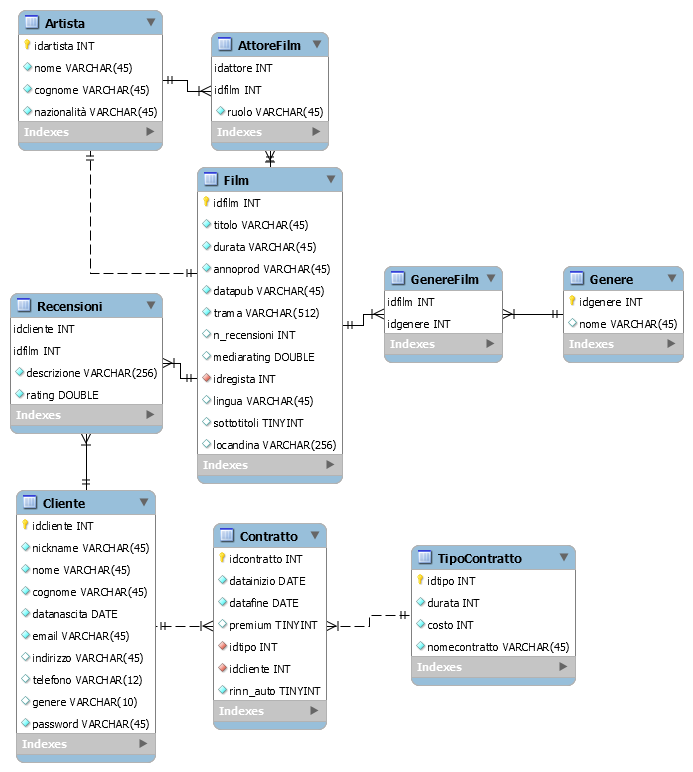 Artista
idartista INT
nome VARCHAR(45)
cognome VARCHAR(45)
nazionalità VARCHAR(45)
Indexes
AttoreFilm
idattore INT
idfilm INT
ruolo VARCHAR(45)
Indexes
Film
idfilm INT
titolo VARCHAR(45)
durata VARCHAR(45)
annoprod VARCHAR(45)
datapub VARCHAR(45)
trama VARCHAR(512)
n_recensioni INT
mediarating DOUBLE
idregista INT
lingua VARCHAR(45)
sottotitoli TINYINT
locandina VARCHAR(256)
Indexes
GenereFilm
idfilm INT
idgenere INT
Indexes
Genere
idgenere INT
nome VARCHAR(45)
Indexes
Recensioni
idcliente INT
idfilm INT
descrizione VARCHAR(256)
rating DOUBLE
Indexes
Cliente
idcliente INT
nickname VARCHAR(45)
nome VARCHAR(45)
cognome VARCHAR(45)
datanascita DATE
email VARCHAR(45)
indirizzo VARCHAR(45)
telefono VARCHAR(12)
genere VARCHAR(10)
password VARCHAR(45)
Indexes
Contratto
idcontratto INT
datainizio DATE
datafine DATE
premium TINYINT
idtipo INT
idcliente INT
rinn_auto TINYINT
Indexes
TipoContratto
idtipo INT
durata INT
costo INT
nomecontratto VARCHAR(45)
Indexes